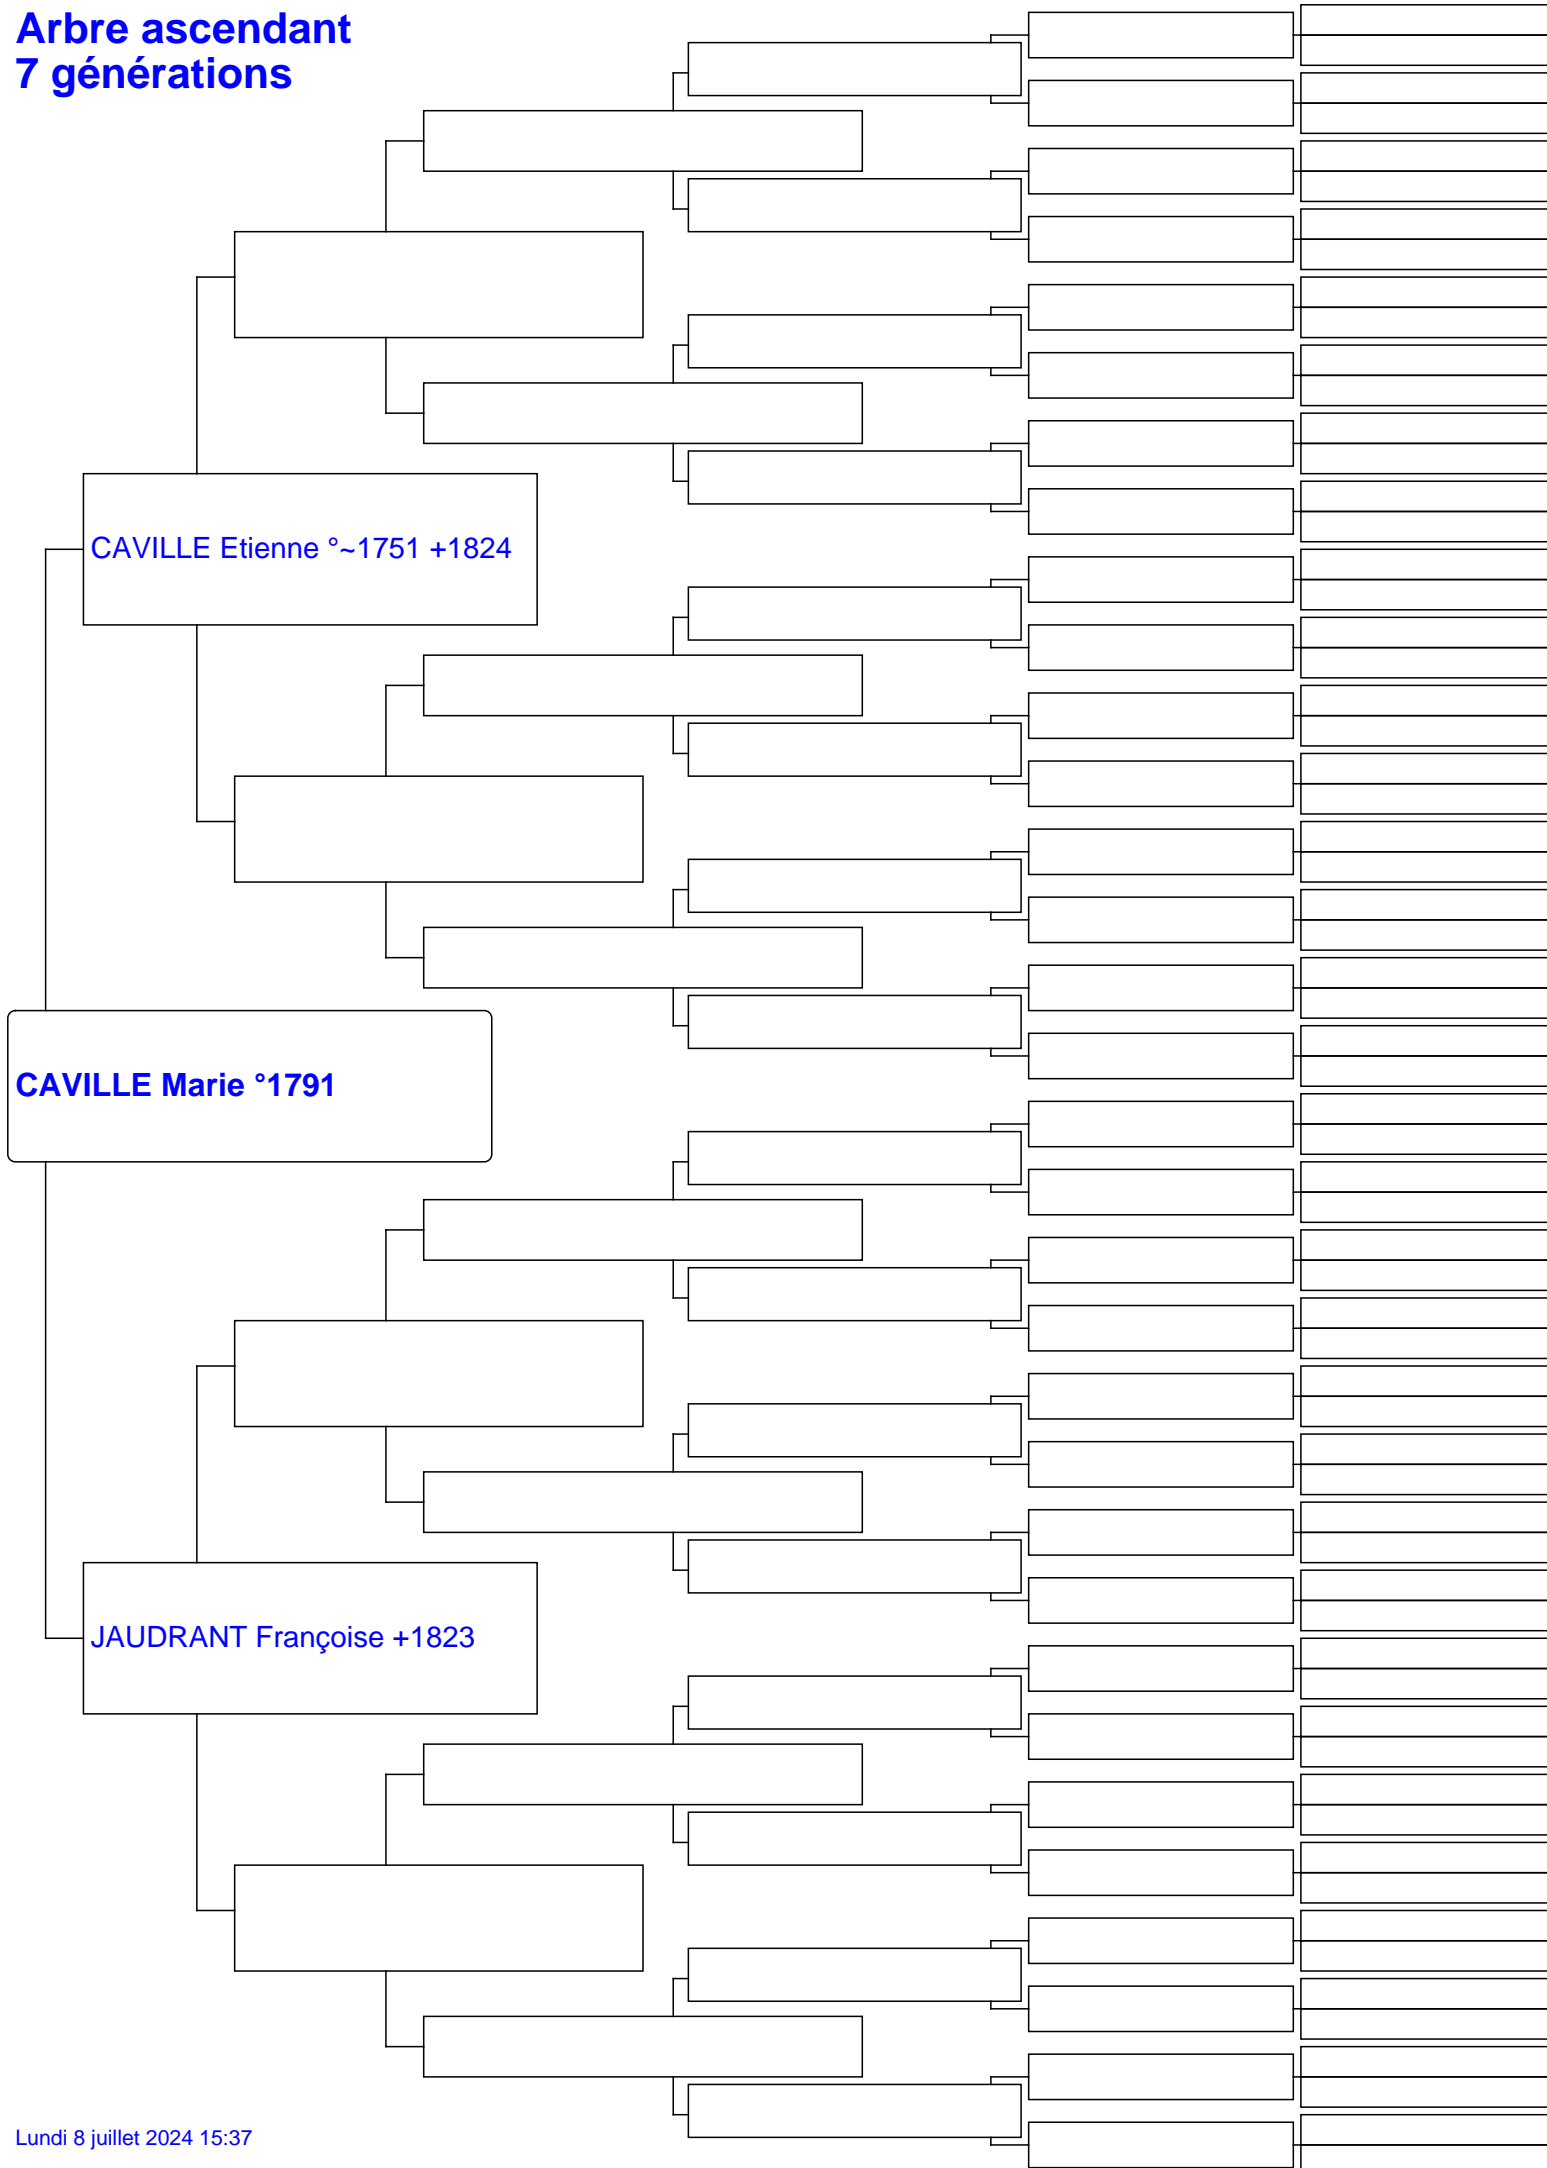 Arbre ascendant
7 générations
CAVILLE Etienne °~1751 +1824
CAVILLE Marie °1791
JAUDRANT Françoise +1823
Lundi 8 juillet 2024 15:37